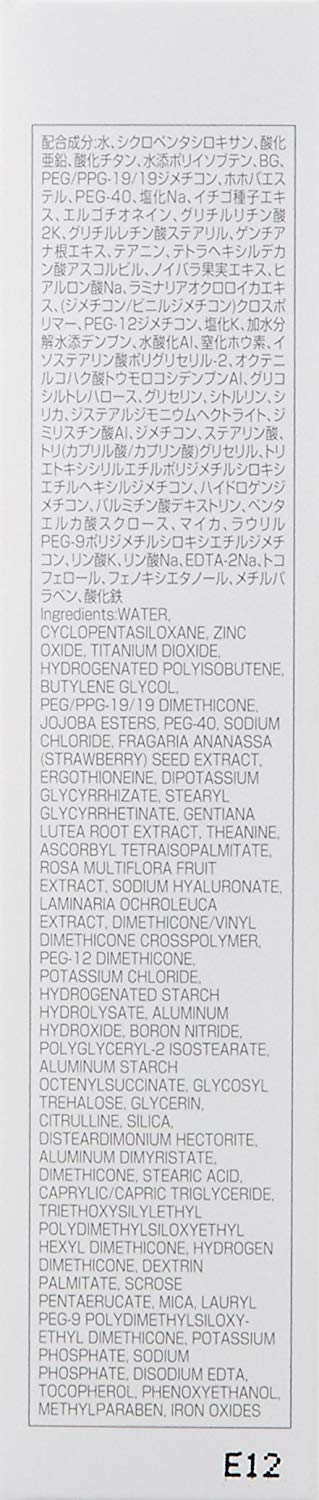 配合成分:水、シクロペンタシロキサン、酸化
亜鉛、酸化チタン、水添ポリイソブテン、BG、
PEG/PPG-19/19ジメチコン、ホホバエス
テル、PEG-40、塩化Na、イチゴ種子エキ
ス、エルゴチオネイン、グリチルリチン酸
2K、グリチルレチン酸ステアリル、ゲンチア
ナ根エキス、テアニン、テトラヘキシルデカ
ン酸アスコルビル、ノイバラ果実エキス、ヒ
アルロン酸Na、ラミナリアオクロロイカエキ
ス、(ジメチコン/ビニルジメチコン)クロスポ
リマー、PEG-12ジメチコン、塩化K、加水分
解水添デンプン、水酸化Al、窒化ホウ素、イ
ソステアリン酸ポリグリセリル-2、オクテニ
ルコハク酸トウモロコシデンプンAl、グリコ
シルトレハロース、グリセリン、シトルリン、シ
リカ、ジステアルジモニウムヘクトライト、ジ
ミリスチン酸Al、ジメチコン、ステアリン酸、
トリ(カプリル酸/カプリン酸)グリセリル、トリ
エトキシシリルエチルポリジメチルシロキシ
エチルヘキシルジメチコン、ハイドロゲンジ
メチコン、パルミチン酸デキストリン、ペンタ
エルカ酸スクロース、マイカ、ラウリル
PEG-9ポリジメチルシロキシエチルジメチ
コン、リン酸K、リン酸Na、EDTA-2Na、トコ
フェロール、フェノキシエタノール、メチルパ
ラベン、酸化鉄
Ingredients:WATER,
CYCLOPENTASILOXANE, ZINC
OXIDE, TITANIUM DIOXIDE,
HYDROGENATED POLYISOBUTENE,
BUTYLENE GLYCOL,
PEG/PPG-19/19 DIMETHICONE,
JOJOBA ESTERS, PEG-40, SODIUM
CHLORIDE, FRAGARIA ANANASSA
(STRAWBERRY) SEED EXTRACT,
ERGOTHIONEINE, DIPOTASSIUM
GLYCYRRHIZATE, STEARYL
GLYCYRRHETINATE, GENTIANA
LUTEA ROOT EXTRACT, THEANINE,
ASCORBYL TETRAISOPALMITATE,
ROSA MULTIFLORA FRUIT
EXTRACT, SODIUM HYALURONATE,
LAMINARIA OCHROLEUCA
EXTRACT, DIMETHICONE/VINYL
DIMETHICONE CROSSPOLYMER,
PEG-12 DIMETHICONE,
POTASSIUM CHLORIDE,
HYDROGENATED STARCH
HYDROLYSATE, ALUMINUM
HYDROXIDE, BORON NITRIDE,
POLYGLYCERYL-2 ISOSTEARATE,
ALUMINUM STARCH
OCTENYLSUCCINATE, GLYCOSYL
TREHALOSE, GLYCERIN,
CITRULLINE, SILICA,
DISTEARDIMONIUM HECTORITE,
ALUMINUM DIMYRISTATE,
DIMETHICONE, STEARIC ACID,
CAPRYLIC/CAPRIC TRIGLYCERIDE,
TRIETHOXYSILYLETHYL
POLYDIMETHYLSILOXYETHYL
HEXYL DIMETHICONE, HYDROGEN
DIMETHICONE, DEXTRIN
PALMITATE, SCROSE
PENTAERUCATE, MICA, LAURYL
PEG-9 POLYDIMETHYLSILOXY-
ETHYL DIMETHICONE, POTASSIUM
PHOSPHATE, SODIUM
PHOSPHATE, DISODIUM EDTA,
TOCOPHEROL, PHENOXYETHANOL,
METHYLPARABEN, IRON OXIDES
E12